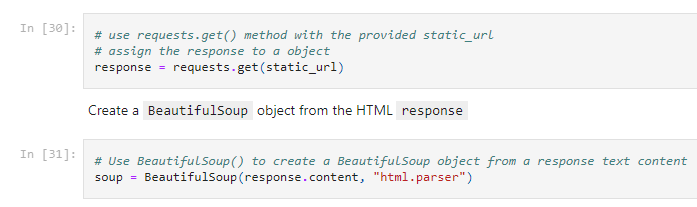 In [30]:
# use requests.get() method with the provided static_url
# assign the response to a object
response = requests.get(static_url)
Create a BeautifulSoup object from the HTML response
In [31]:
# Use BeautifulSoup() to create a BeautifulSoup object from a response text content
soup = BeautifulSoup(response.content, "html.parser")